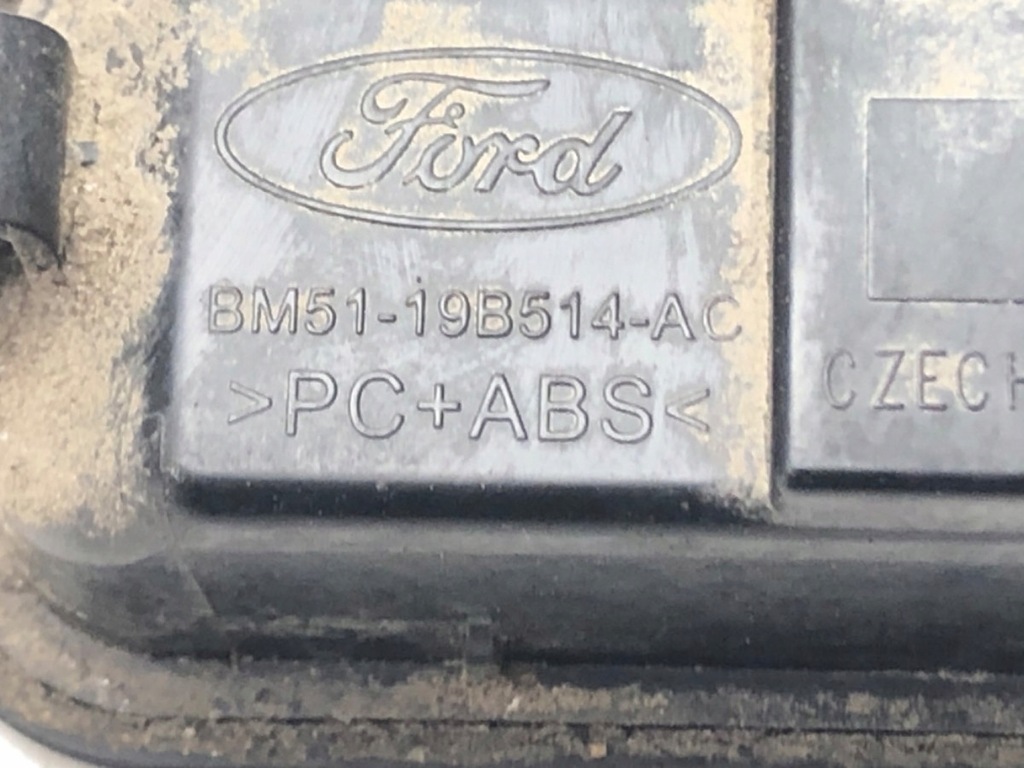 Ford
BM51-19B514-AC
>PC+ABS<
CZECH